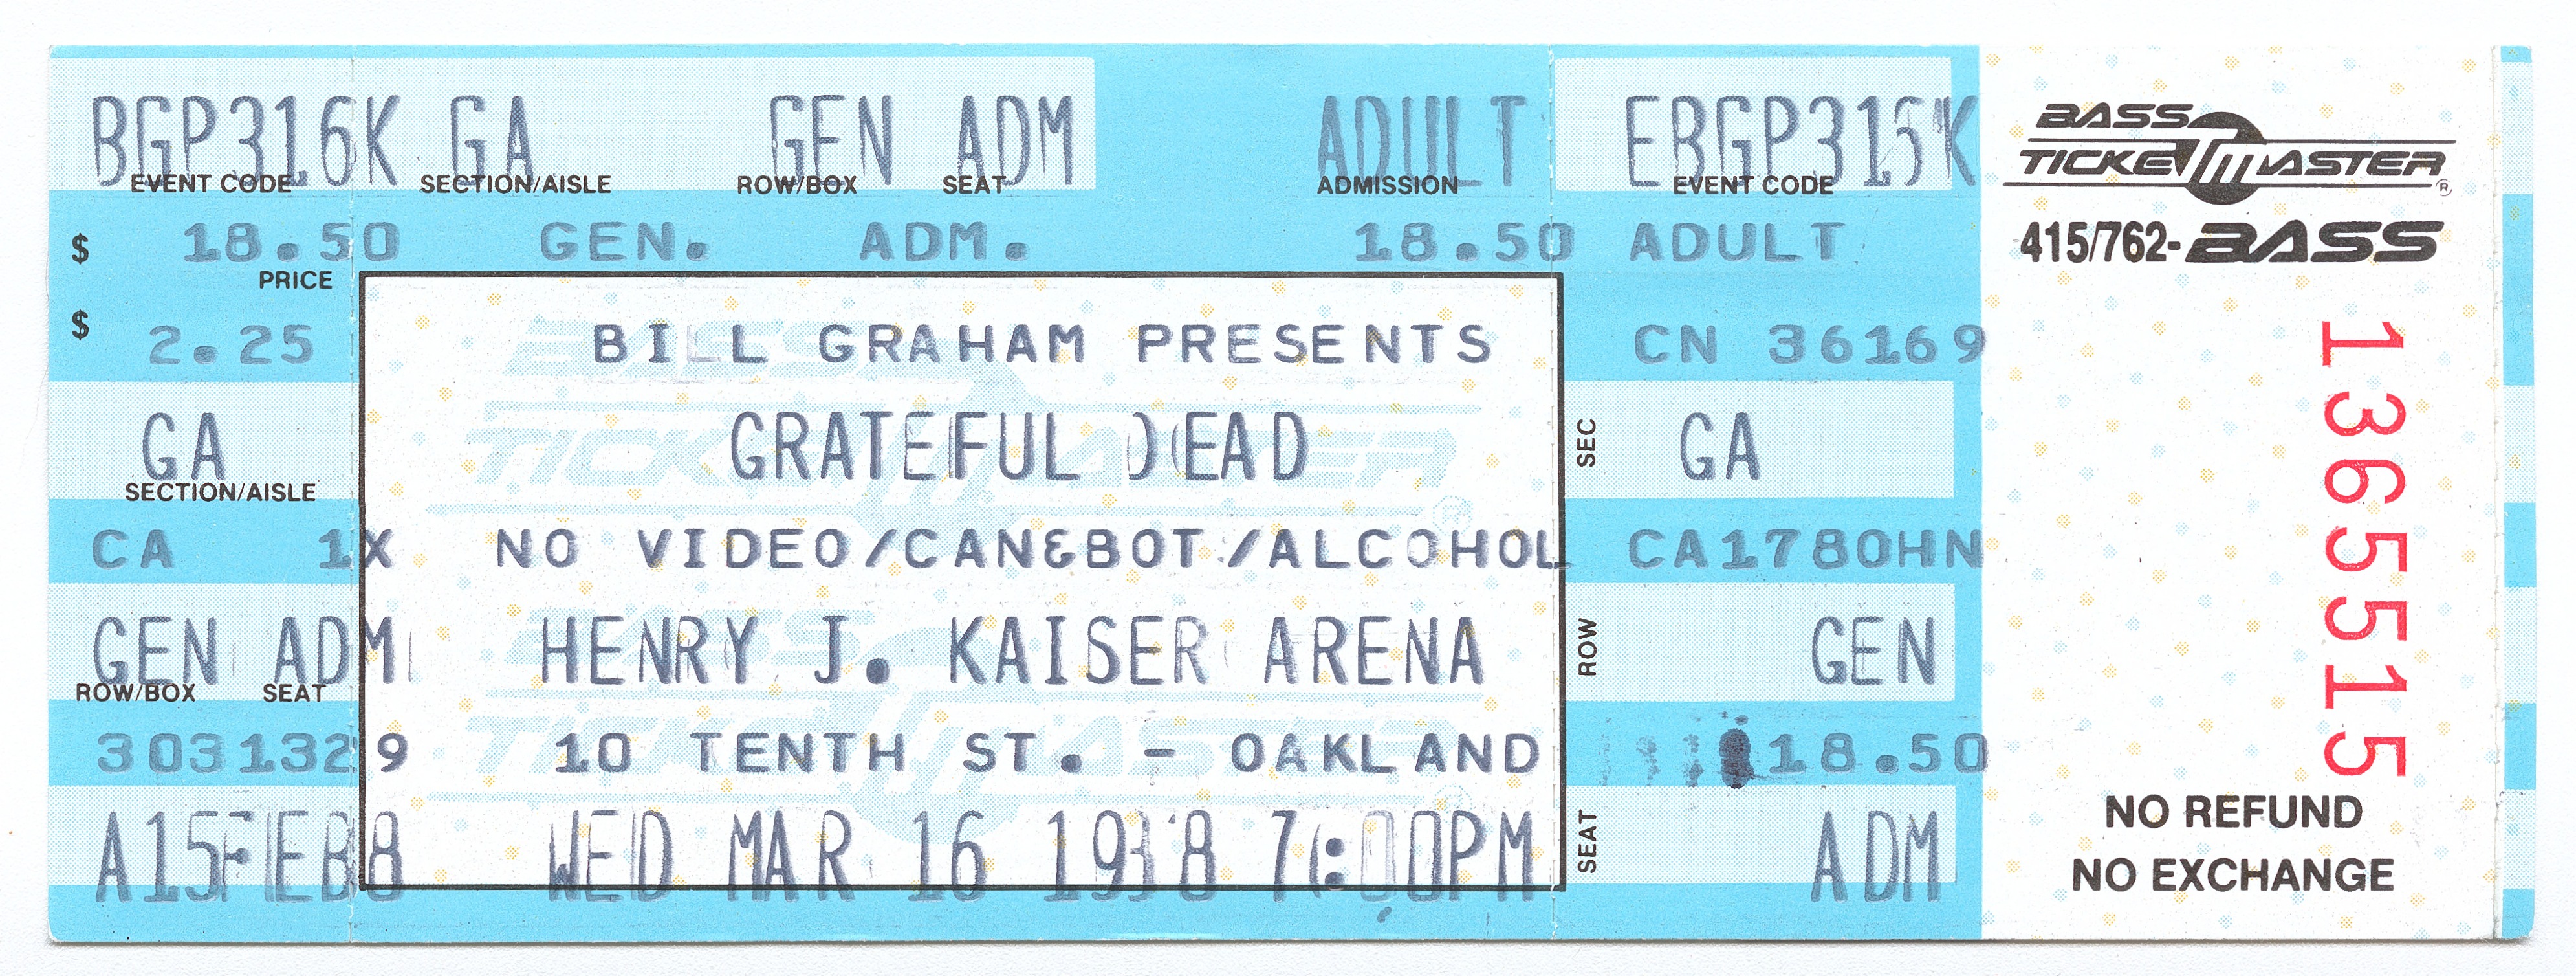 BGP316K GA GEN ADM ADULT EBGP316K
EVENT CODE SECTION/AISLE ROW/BOX SEAT ADMISSION EVENT CODE
$ 18.50 GEN. ADM. 18.50 ADULT
PRICE
$ 2.25
BILL GRAHAM PRESENTS
CN 36169
GA
SECTION/AISLE
GRATEFUL DEAD
SEC GA
CA 1X
NO VIDEO/CAN&BOT/ALCOHOL
CA1780HN
GEN ADM
ROW/BOX SEAT
HENRY J. KAISER ARENA
ROW GEN
3031329
10 TENTH ST. - OAKLAND
18.50
A15FEB8
WED MAR 16 1988 7:00PM
SEAT ADM
BASS
TICKETMASTER®
415/762-BASS
1365515
NO REFUND
NO EXCHANGE
BASS
TICKETMASTER®
BASS
TICKETMASTER®